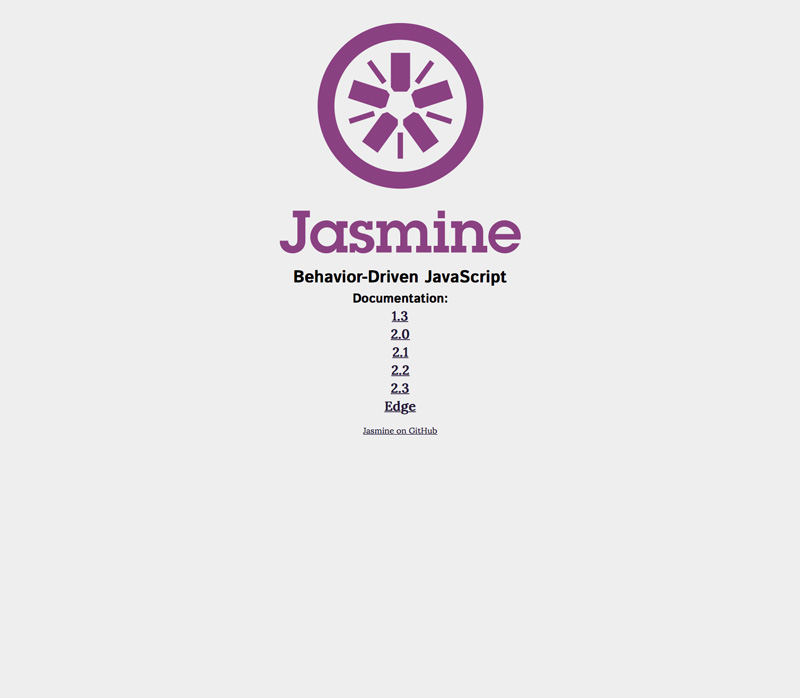 Jasmine
Behavior-Driven JavaScript
Documentation:
1.3
2.0
2.1
2.2
2.3
Edge
Jasmine on GitHub